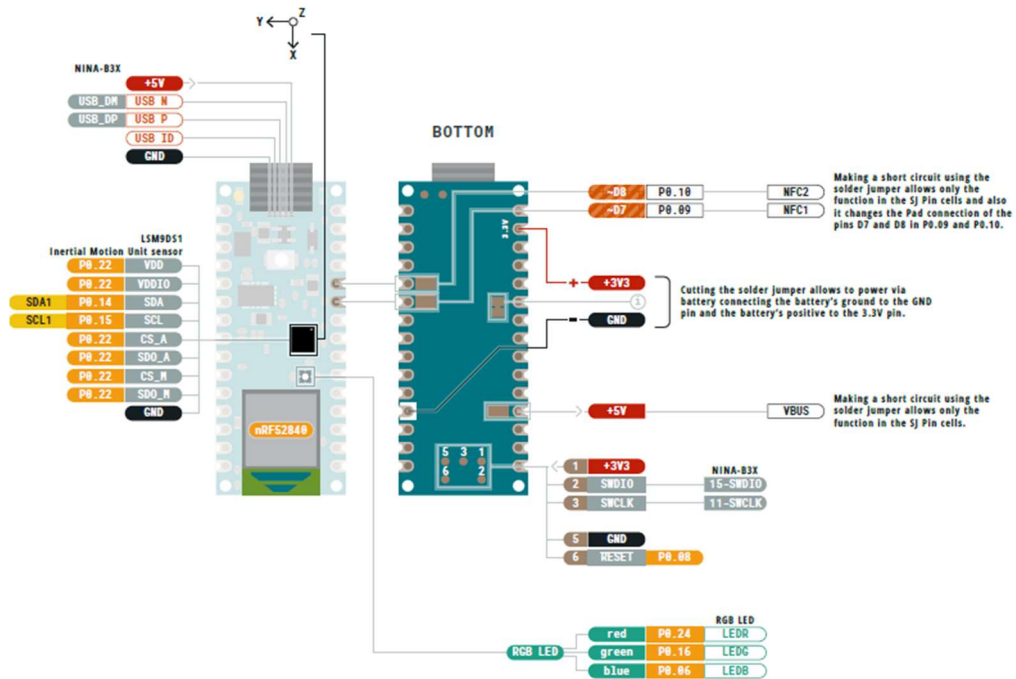 Z
Y
X
NINA-B3X
+5V
USB_DM USB N
USB_DP USB P
USB ID
GND
BOTTOM
~D8 P0.10 NFC2
~D7 P0.09 NFC1
Making a short circuit using the
solder jumper allows only the
function in the SJ Pin cells and also
it changes the Pad connection of the
pins D7 and D8 in P0.09 and P0.10.
3.3V
LSM9DS1
Inertial Motion Unit sensor
P0.22 VDD
P0.22 VDDIO
SDA1 P0.14 SDA
SCL1 P0.15 SCL
P0.22 CS_A
P0.22 SDO_A
P0.22 CS_M
P0.22 SDO_M
GND
+ +3V3
1
- GND
Cutting the solder jumper allows to power via
battery connecting the battery's ground to the GND
pin and the battery's positive to the 3.3V pin.
nRF52840
+5V VBUS
Making a short circuit using the
solder jumper allows only the
function in the SJ Pin cells.
5 3 1
6 2
1 +3V3
NINA-B3X
2 SWDIO 15-SWDIO
3 SWCLK 11-SWCLK
5 GND
6 RESET P0.08
RGB LED
RGB LED
red P0.24 LEDR
green P0.16 LEDG
blue P0.06 LEDB